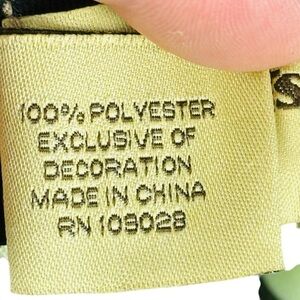 100% POLYESTER
EXCLUSIVE OF
DECORATION
MADE IN CHINA
RN 109028
S